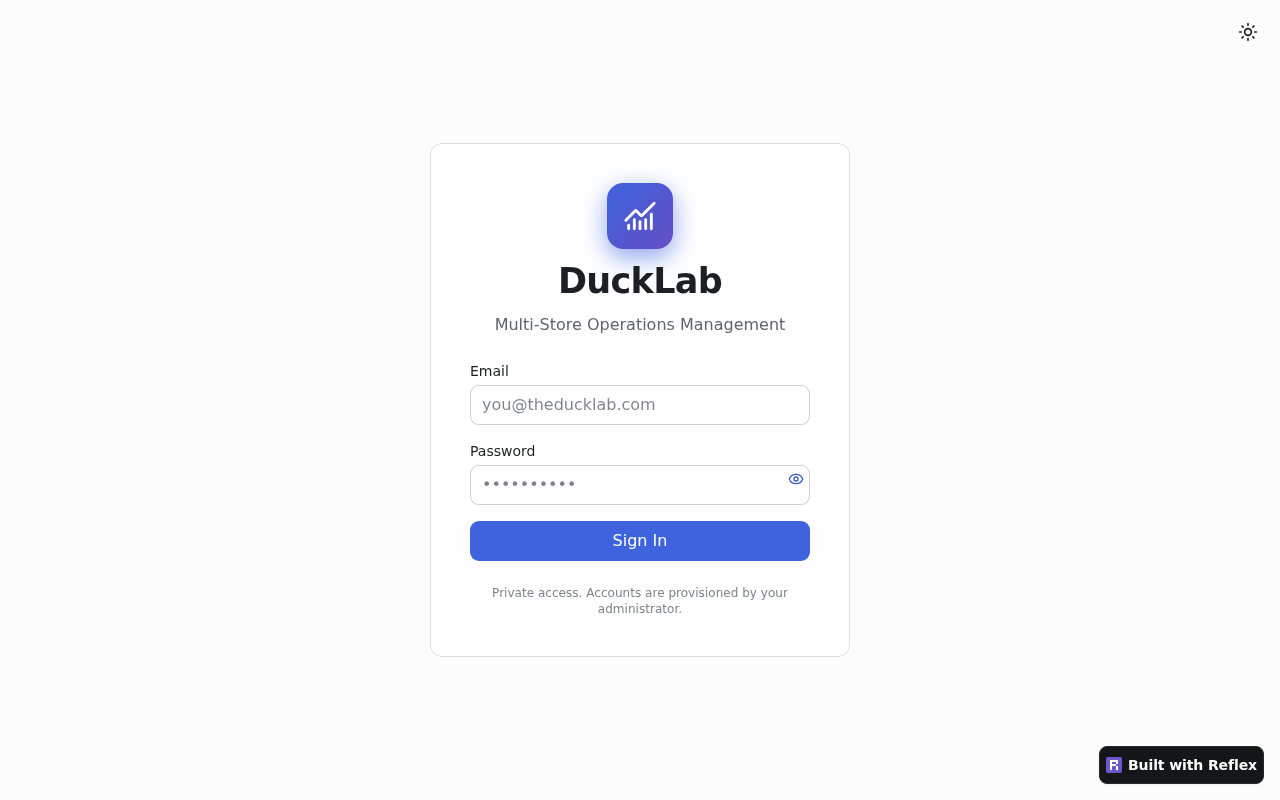 DuckLab
Multi-Store Operations Management
Email
you@theducklab.com
Password
••••••••••
Sign In
Private access. Accounts are provisioned by your
administrator.
Built with Reflex